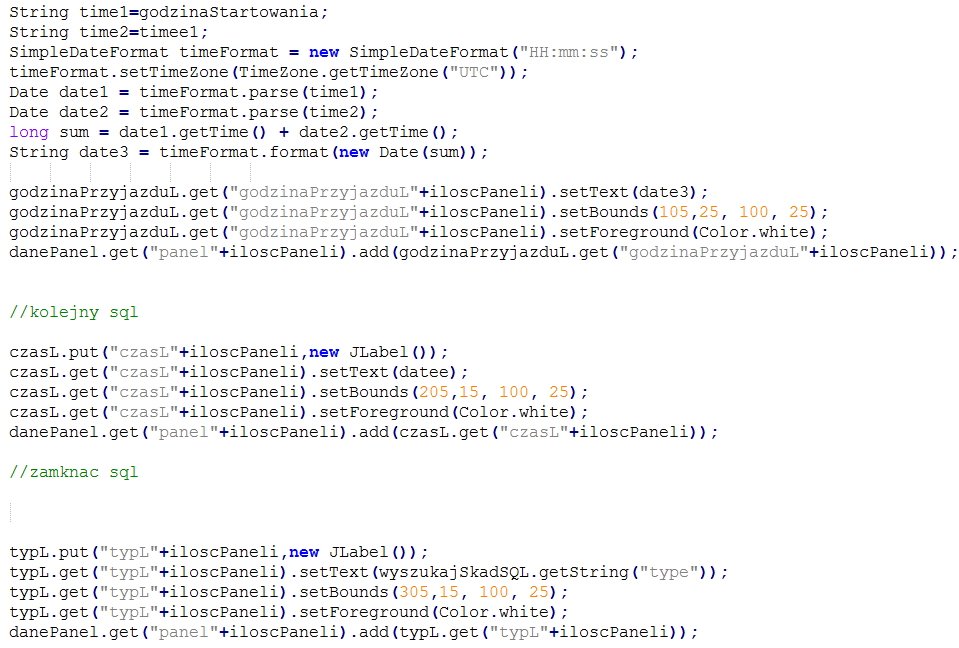 String time1=godzinaStartowania;
String time2=timee1;
SimpleDateFormat timeFormat = new SimpleDateFormat("HH:mm:ss");
timeFormat.setTimeZone(TimeZone.getTimeZone("UTC"));
Date date1 = timeFormat.parse(time1);
Date date2 = timeFormat.parse(time2);
long sum = date1.getTime() + date2.getTime();
String date3 = timeFormat.format(new Date(sum));
godzinaPrzyjazduL.get("godzinaPrzyjazduL"+iloscPaneli).setText(date3);
godzinaPrzyjazduL.get("godzinaPrzyjazduL"+iloscPaneli).setBounds(105,25, 100, 25);
godzinaPrzyjazduL.get("godzinaPrzyjazduL"+iloscPaneli).setForeground(Color.white);
danePanel.get("panel"+iloscPaneli).add(godzinaPrzyjazduL.get("godzinaPrzyjazduL"+iloscPaneli));
//kolejny sql
czasL.put("czasL"+iloscPaneli,new JLabel());
czasL.get("czasL"+iloscPaneli).setText(datee);
czasL.get("czasL"+iloscPaneli).setBounds(205,15, 100, 25);
czasL.get("czasL"+iloscPaneli).setForeground(Color.white);
danePanel.get("panel"+iloscPaneli).add(czasL.get("czasL"+iloscPaneli));
//zamknac sql
typL.put("typL"+iloscPaneli,new JLabel());
typL.get("typL"+iloscPaneli).setText(wyszukajSkadSQL.getString("type"));
typL.get("typL"+iloscPaneli).setBounds(305,15, 100, 25);
typL.get("typL"+iloscPaneli).setForeground(Color.white);
danePanel.get("panel"+iloscPaneli).add(typL.get("typL"+iloscPaneli));